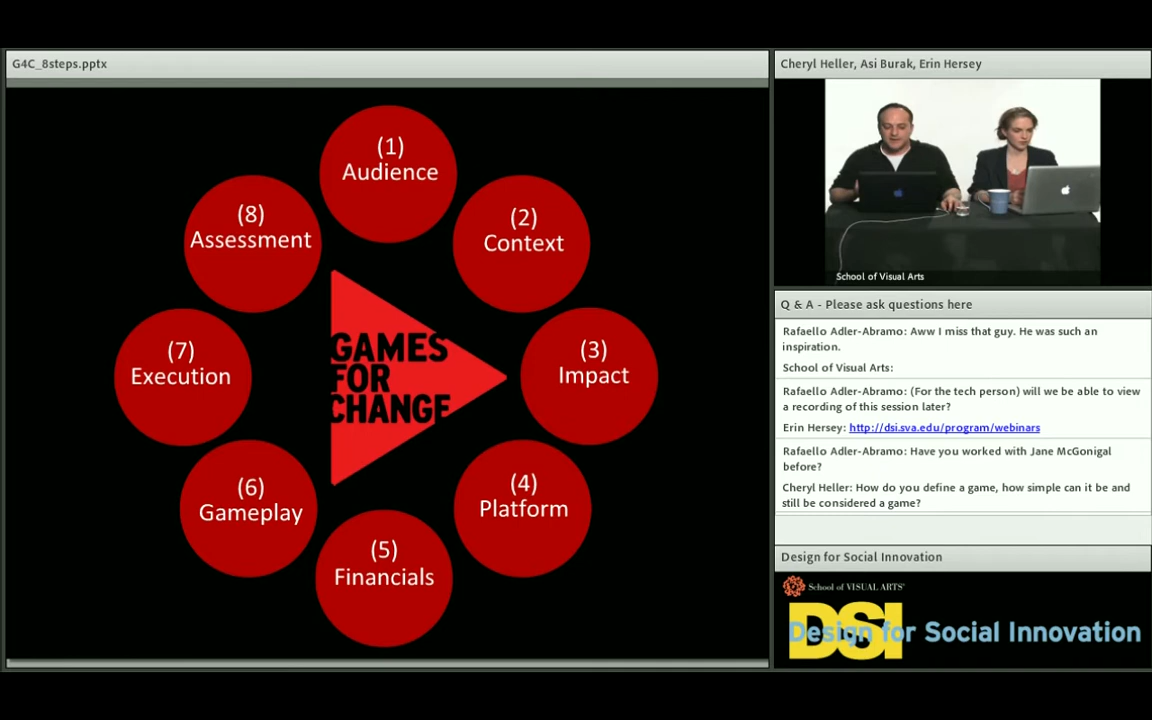 G4C_8steps.pptx
(1)
Audience
(2)
Context
(3)
Impact
(4)
Platform
(5)
Financials
(6)
Gameplay
(7)
Execution
(8)
Assessment
GAMES
FOR
CHANGE
Cheryl Heller, Asi Burak, Erin Hersey
School of Visual Arts
Q & A - Please ask questions here
Rafaello Adler-Abramo: Aww I miss that guy. He was such an
inspiration.
School of Visual Arts:
Rafaello Adler-Abramo: (For the tech person) will we be able to view
a recording of this session later?
Erin Hersey: http://dsi.sva.edu/program/webinars
Rafaello Adler-Abramo: Have you worked with Jane McGonigal
before?
Cheryl Heller: How do you define a game, how simple can it be and
still be considered a game?
Design for Social Innovation
School of VISUAL ARTS
DSI
Design for Social Innovation